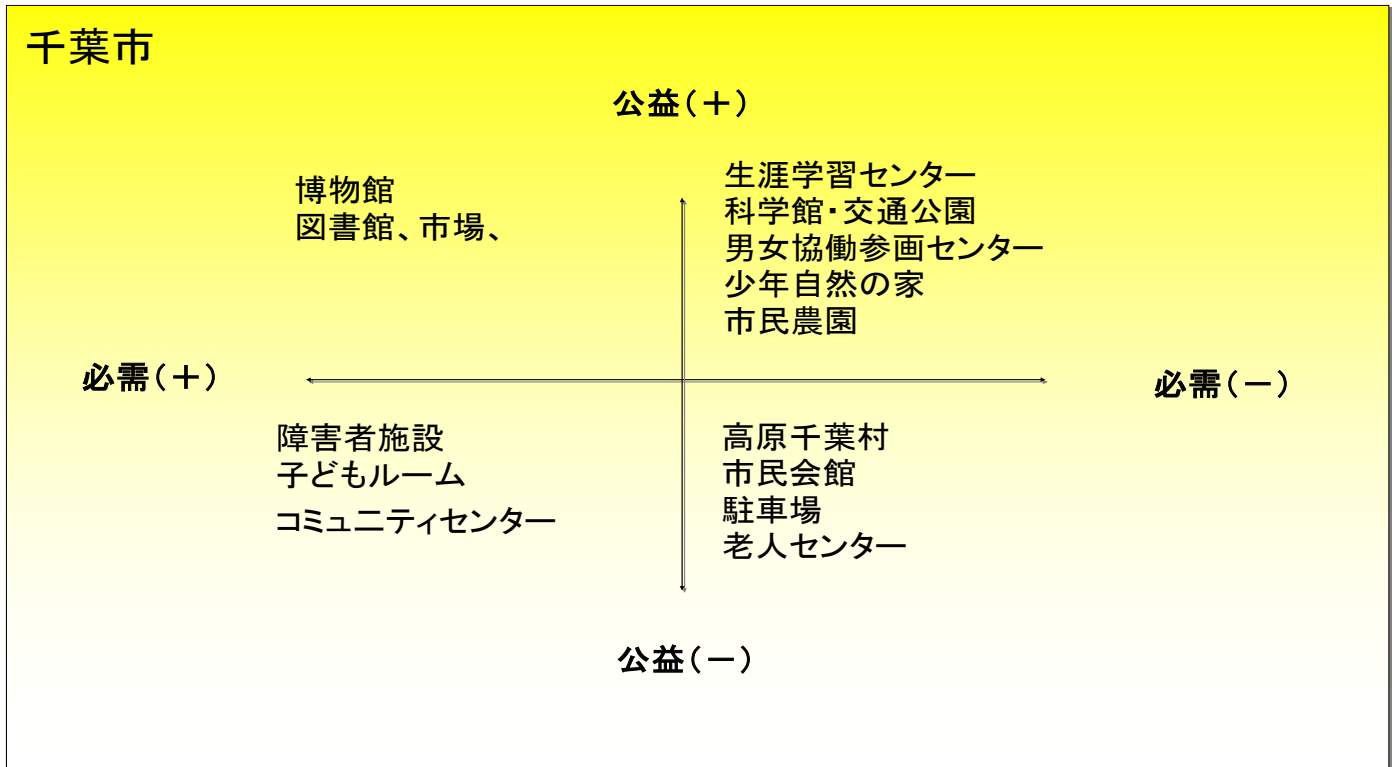 千葉市
公益(＋)
博物館
図書館、市場、
生涯学習センター
科学館・交通公園
男女協働参画センター
少年自然の家
市民農園
必需(＋)
必需(－)
障害者施設
子どもルーム
コミュニティセンター
高原千葉村
市民会館
駐車場
老人センター
公益(－)